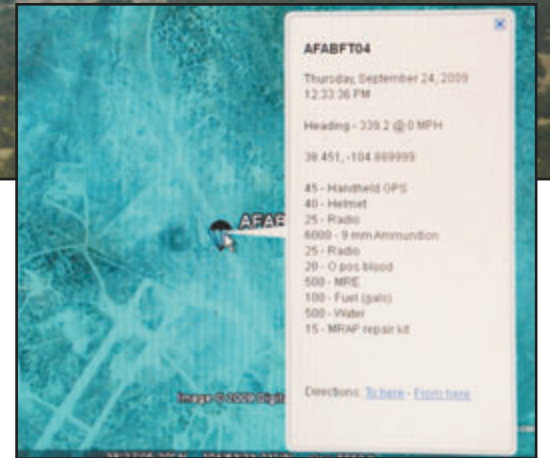 AFABFT04
Thursday, September 24, 2009
12:33:36 PM
Heading - 339.2 @ 0 MPH
38.451, -104.869999
45 - Handheld GPS
40 - Helmet
25 - Radio
6000 - 9 mm Ammunition
25 - Radio
20 - O pos blood
500 - MRE
100 - Fuel (gals)
500 - Water
15 - MRAP repair kit
Directions: To here - From here
AFAB
Image © 2009 Digita